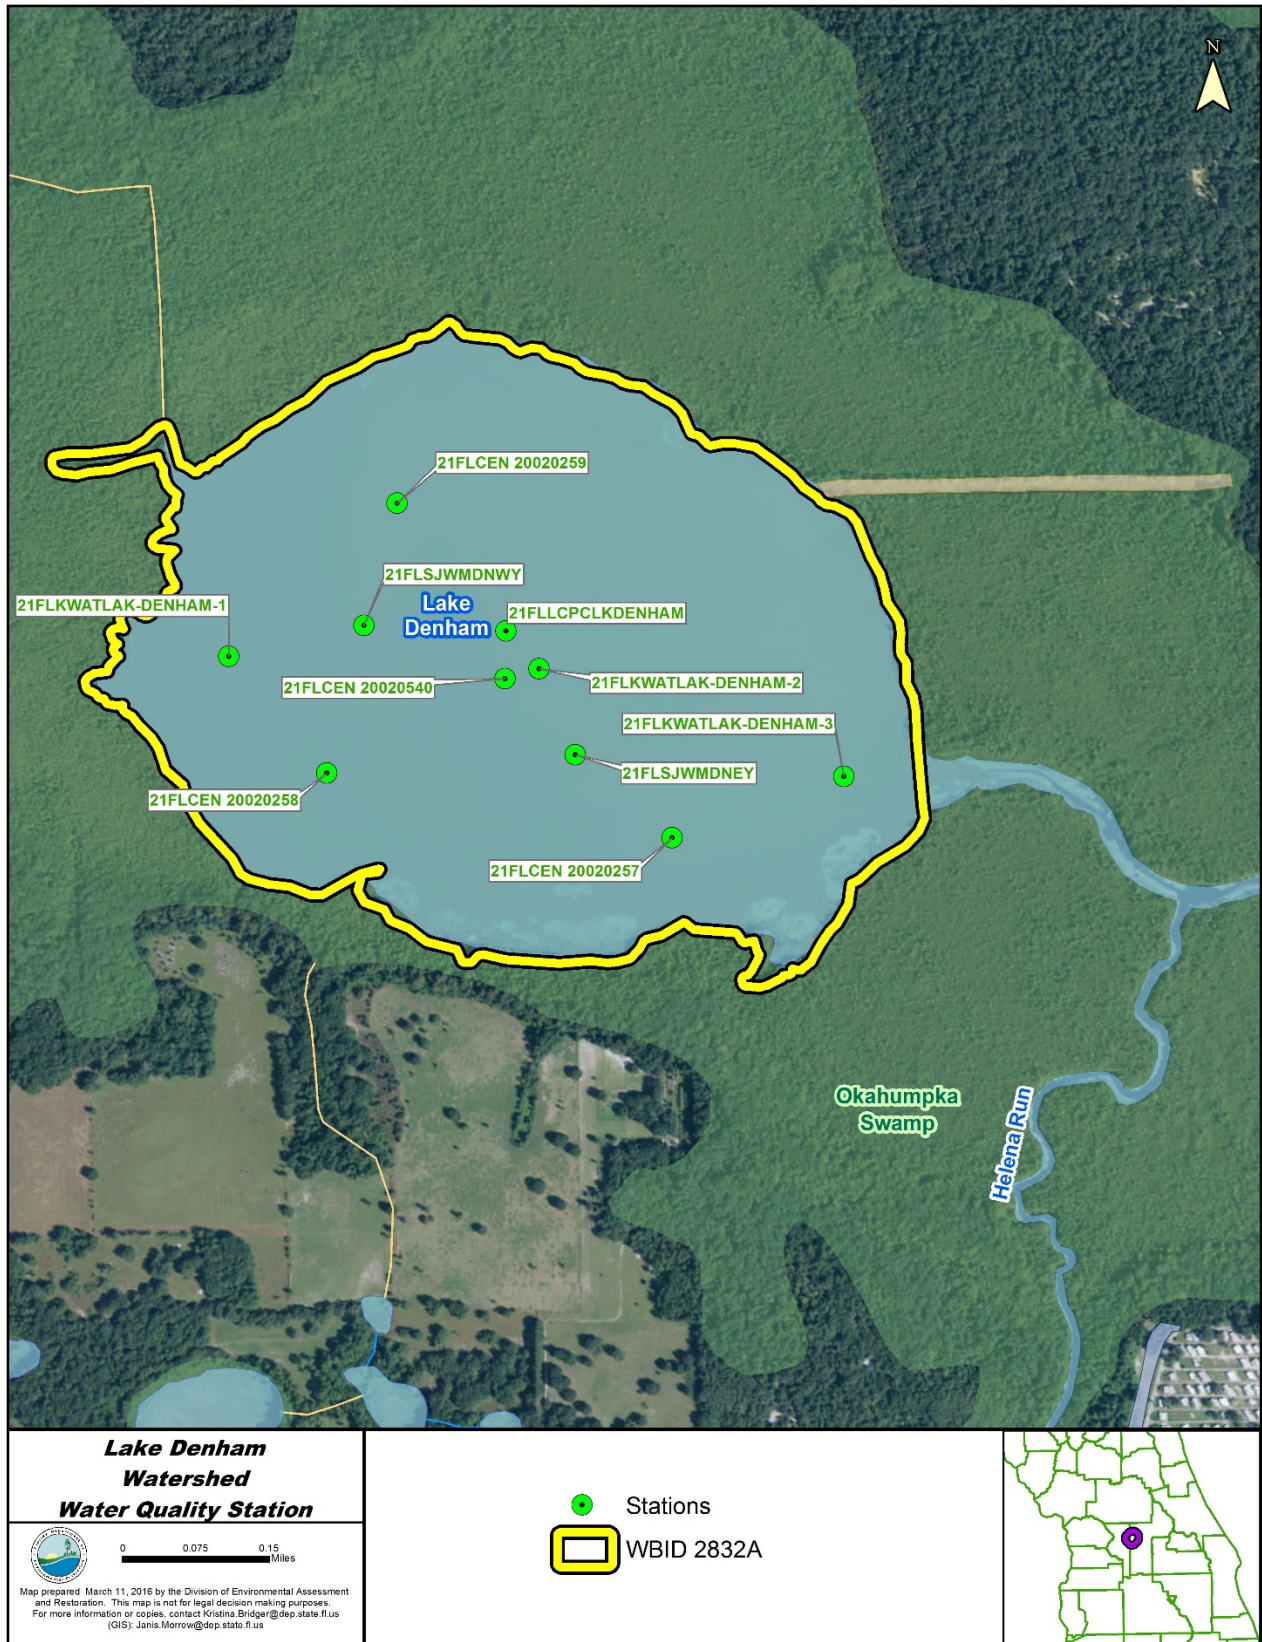 N
21FLCEN 20020259
21FLSJWMDNWY
21FLKWATLAK-DENHAM-1
Lake
Denham
21FLLCPCLKDENHAM
21FLCEN 20020540
21FLKWATLAK-DENHAM-2
21FLKWATLAK-DENHAM-3
21FLSJWMDNEY
21FLCEN 20020258
21FLCEN 20020257
Okahumpka
Swamp
Helena Run
Lake Denham
Watershed
Water Quality Station
0 0.075 0.15
Miles
Map prepared March 11, 2016 by the Division of Environmental Assessment
and Restoration. This map is not for legal decision making purposes.
For more information or copies, contact Kristina.Bridger@dep.state.fl.us
(GIS): Janis.Morrow@dep.state.fl.us
Stations
WBID 2832A